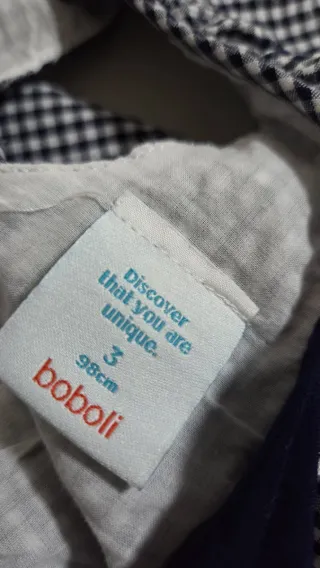 Discover
that you are
unique.
3
98cm
boboli